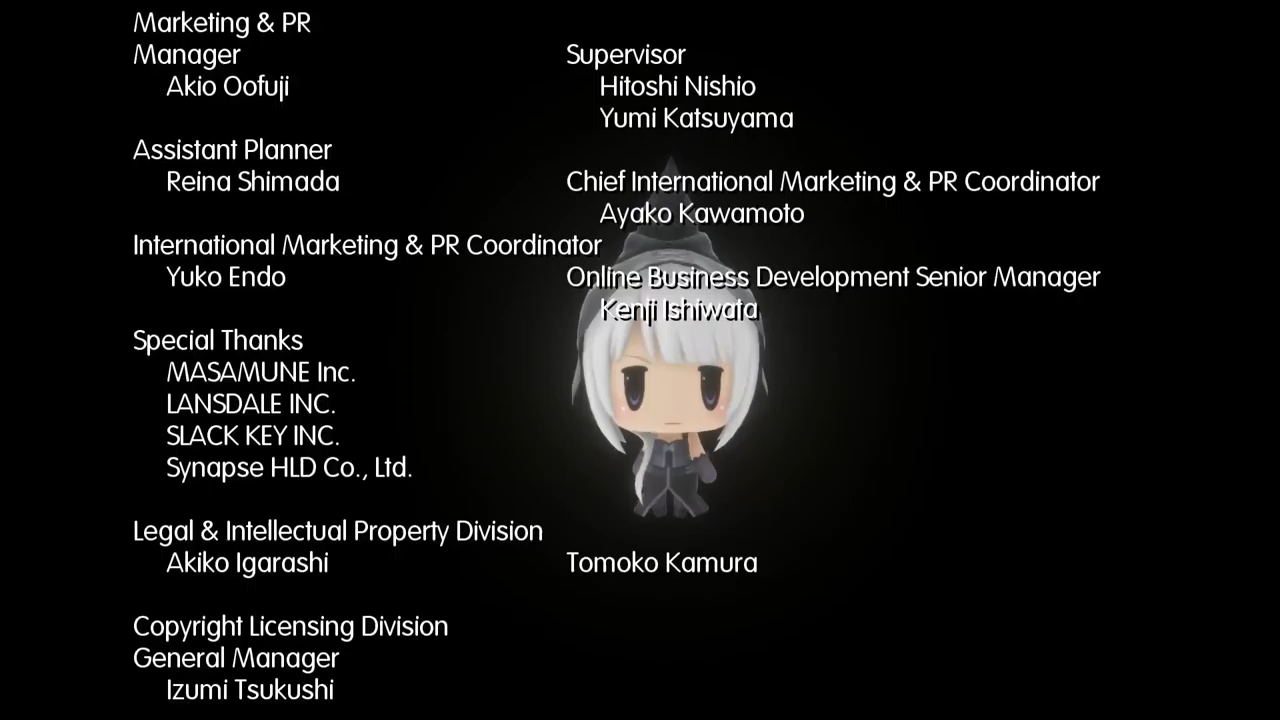 Marketing & PR
Manager
Akio Oofuji
Supervisor
Hitoshi Nishio
Yumi Katsuyama
Assistant Planner
Reina Shimada
Chief International Marketing & PR Coordinator
Ayako Kawamoto
International Marketing & PR Coordinator
Yuko Endo
Online Business Development Senior Manager
Kenji Ishiwata
Special Thanks
MASAMUNE Inc.
LANSDALE INC.
SLACK KEY INC.
Synapse HLD Co., Ltd.
Legal & Intellectual Property Division
Akiko Igarashi
Tomoko Kamura
Copyright Licensing Division
General Manager
Izumi Tsukushi